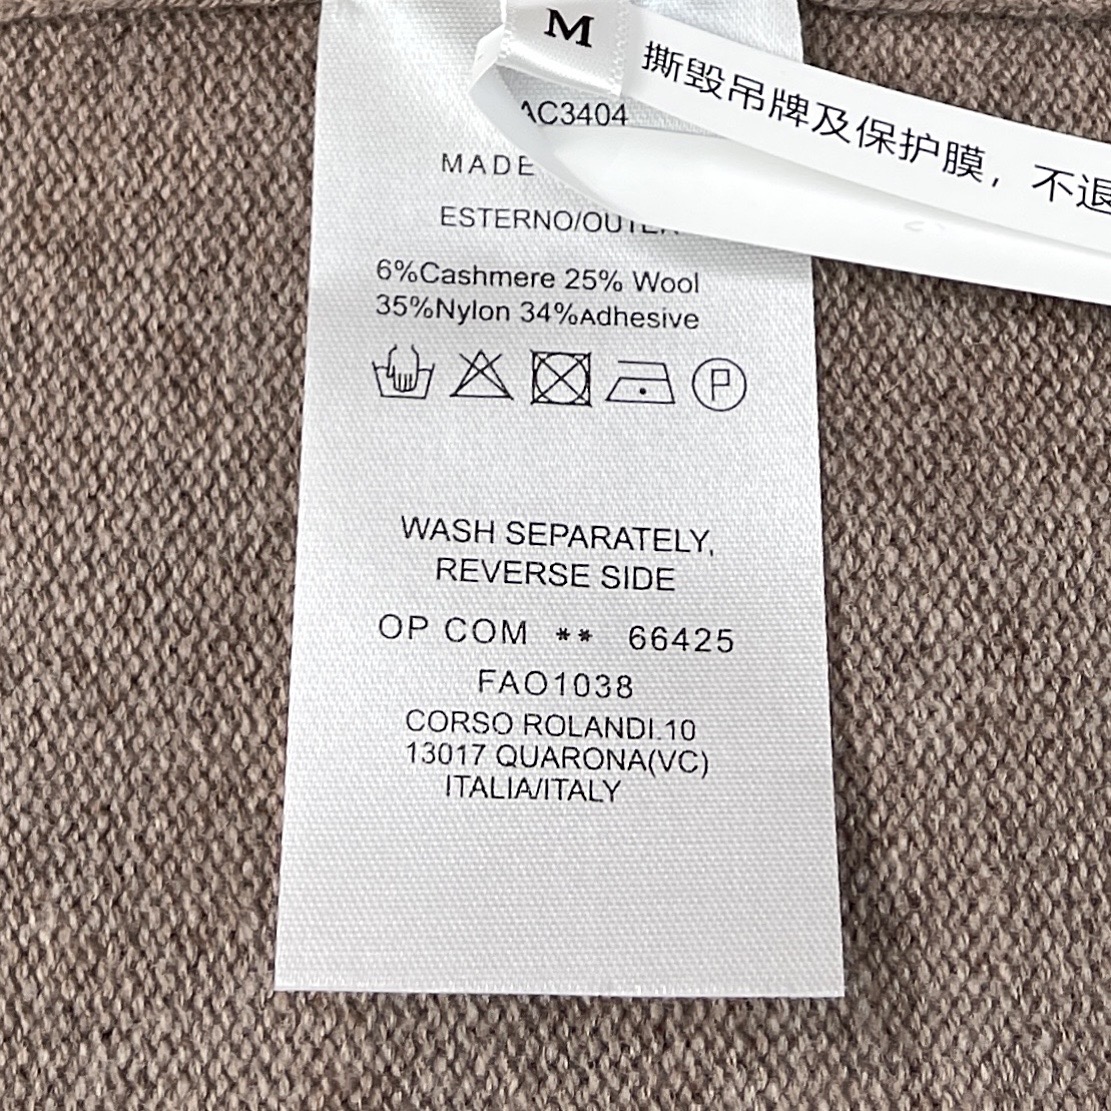 M
撕毁吊牌及保护膜，不退
AC3404
MADE
ESTERNO/OUTER
6%Cashmere 25% Wool
35%Nylon 34%Adhesive
P
WASH SEPARATELY,
REVERSE SIDE
OP COM ** 66425
FAO1038
CORSO ROLANDI.10
13017 QUARONA(VC)
ITALIA/ITALY